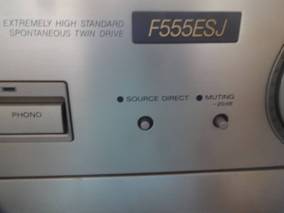 EXTREMELY HIGH STANDARD
SPONTANEOUS TWIN DRIVE
F555ESJ
PHONO
SOURCE DIRECT
MUTING
-20dB